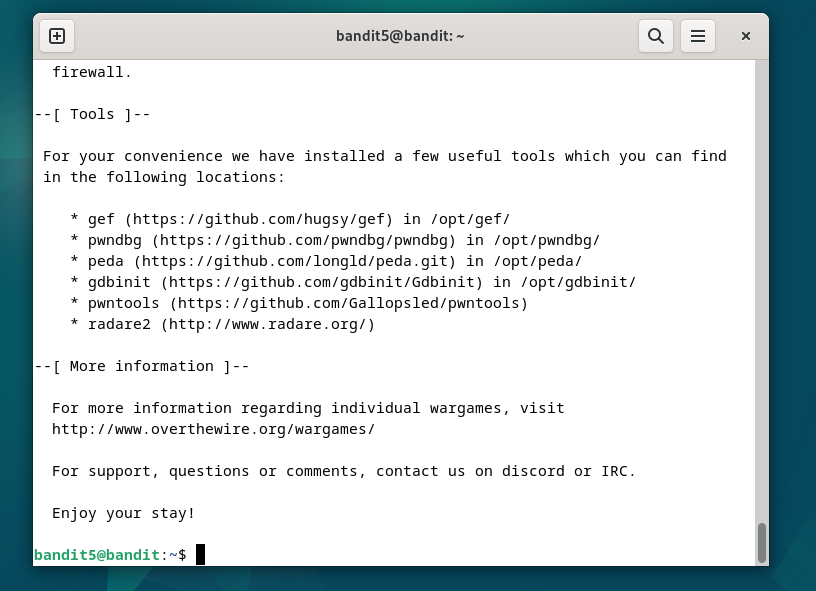 bandit5@bandit: ~
firewall.
--[ Tools ]--
For your convenience we have installed a few useful tools which you can find
in the following locations:
* gef (https://github.com/hugsy/gef) in /opt/gef/
* pwndbg (https://github.com/pwndbg/pwndbg) in /opt/pwndbg/
* peda (https://github.com/longld/peda.git) in /opt/peda/
* gdbinit (https://github.com/gdbinit/Gdbinit) in /opt/gdbinit/
* pwntools (https://github.com/Gallopsled/pwntools)
* radare2 (http://www.radare.org/)
--[ More information ]--
For more information regarding individual wargames, visit
http://www.overthewire.org/wargames/
For support, questions or comments, contact us on discord or IRC.
Enjoy your stay!
bandit5@bandit:~$